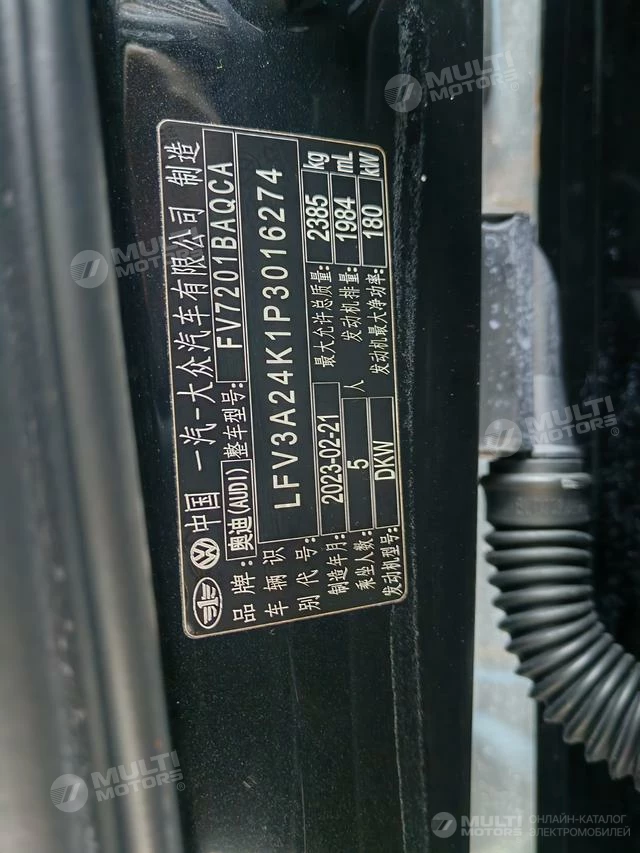 中国 一汽-大众汽车有限公司 制造
品牌: 奥迪(AUDI) 整车型号: FV7201BAQCA
车辆识别代号: LFV3A24K1P3016274
制造年月: 2023-02-21 最大允许总质量: 2385 kg
乘坐人数: 5 人 发动机排量: 1984 mL
发动机型号: DKW 发动机最大净功率: 180 kW
MULTI MOTORS®
MULTI MOTORS®
MULTI MOTORS®
MULTI MOTORS®
MULTI MOTORS ОНЛАЙН-КАТАЛОГ ЭЛЕКТРОМОБИЛЕЙ